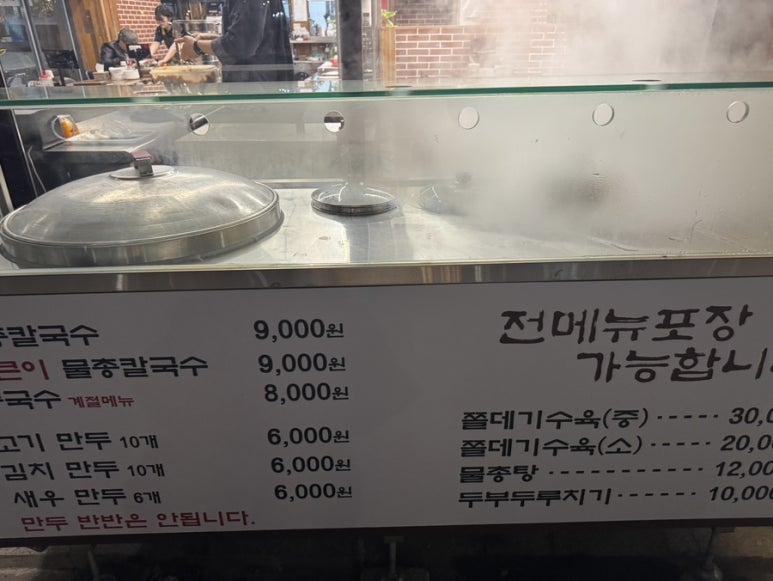 칼국수 9,000원
큰이 물총칼국수 9,000원
국수 계절메뉴 8,000원
고기 만두 10개 6,000원
김치 만두 10개 6,000원
새우 만두 6개 6,000원
만두 반반은 안됩니다.
전메뉴포장
가능합니
쫄데기수육(중) ····· 30,0
쫄데기수육(소) ····· 20,00
물총탕 ············ 12,00
두부두루치기 ······ 10,000